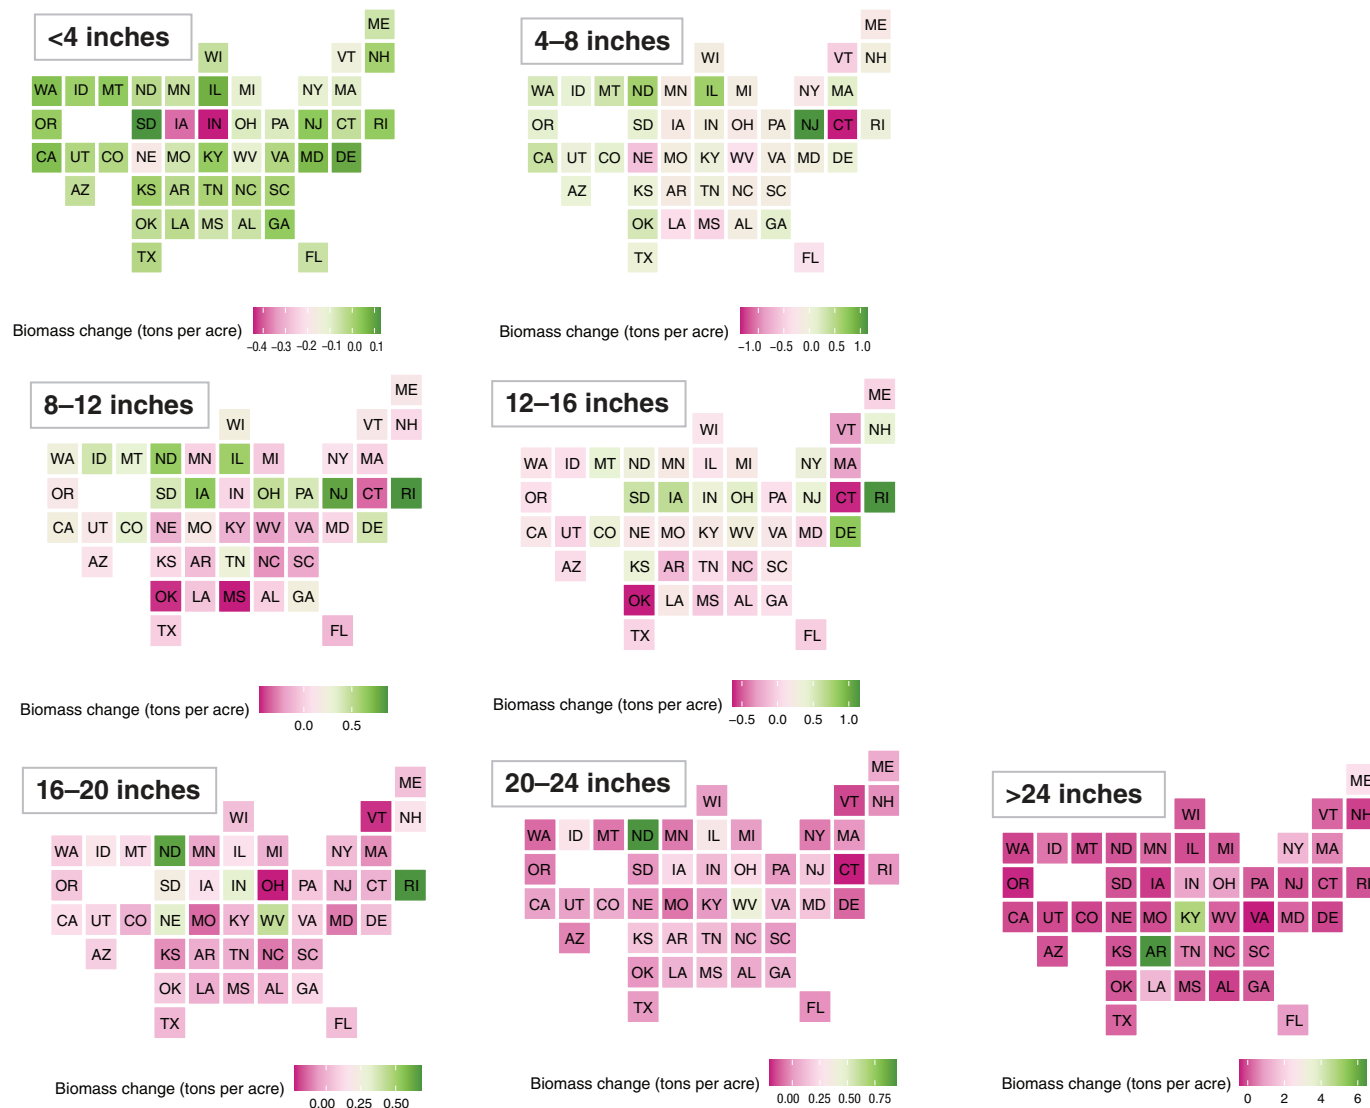 <4 inches
ME
WI VT NH
WA ID MT ND MN IL MI NY MA
OR SD IA IN OH PA NJ CT RI
CA UT CO NE MO KY WV VA MD DE
AZ KS AR TN NC SC
OK LA MS AL GA
TX FL
Biomass change (tons per acre)
−0.4 −0.3 −0.2 −0.1 0.0 0.1
4–8 inches
ME
WI VT NH
WA ID MT ND MN IL MI NY MA
OR SD IA IN OH PA NJ CT RI
CA UT CO NE MO KY WV VA MD DE
AZ KS AR TN NC SC
OK LA MS AL GA
TX FL
Biomass change (tons per acre)
−1.0 −0.5 0.0 0.5 1.0
8–12 inches
ME
WI VT NH
WA ID MT ND MN IL MI NY MA
OR SD IA IN OH PA NJ CT RI
CA UT CO NE MO KY WV VA MD DE
AZ KS AR TN NC SC
OK LA MS AL GA
TX FL
Biomass change (tons per acre)
0.0 0.5
12–16 inches
ME
WI VT NH
WA ID MT ND MN IL MI NY MA
OR SD IA IN OH PA NJ CT RI
CA UT CO NE MO KY WV VA MD DE
AZ KS AR TN NC SC
OK LA MS AL GA
TX FL
Biomass change (tons per acre)
−0.5 0.0 0.5 1.0
16–20 inches
ME
WI VT NH
WA ID MT ND MN IL MI NY MA
OR SD IA IN OH PA NJ CT RI
CA UT CO NE MO KY WV VA MD DE
AZ KS AR TN NC SC
OK LA MS AL GA
TX FL
Biomass change (tons per acre)
0.00 0.25 0.50
20–24 inches
ME
WI VT NH
WA ID MT ND MN IL MI NY MA
OR SD IA IN OH PA NJ CT RI
CA UT CO NE MO KY WV VA MD DE
AZ KS AR TN NC SC
OK LA MS AL GA
TX FL
Biomass change (tons per acre)
0.00 0.25 0.50 0.75
>24 inches
ME
WI VT NH
WA ID MT ND MN IL MI NY MA
OR SD IA IN OH PA NJ CT RI
CA UT CO NE MO KY WV VA MD DE
AZ KS AR TN NC SC
OK LA MS AL GA
TX FL
Biomass change (tons per acre)
0 2 4 6